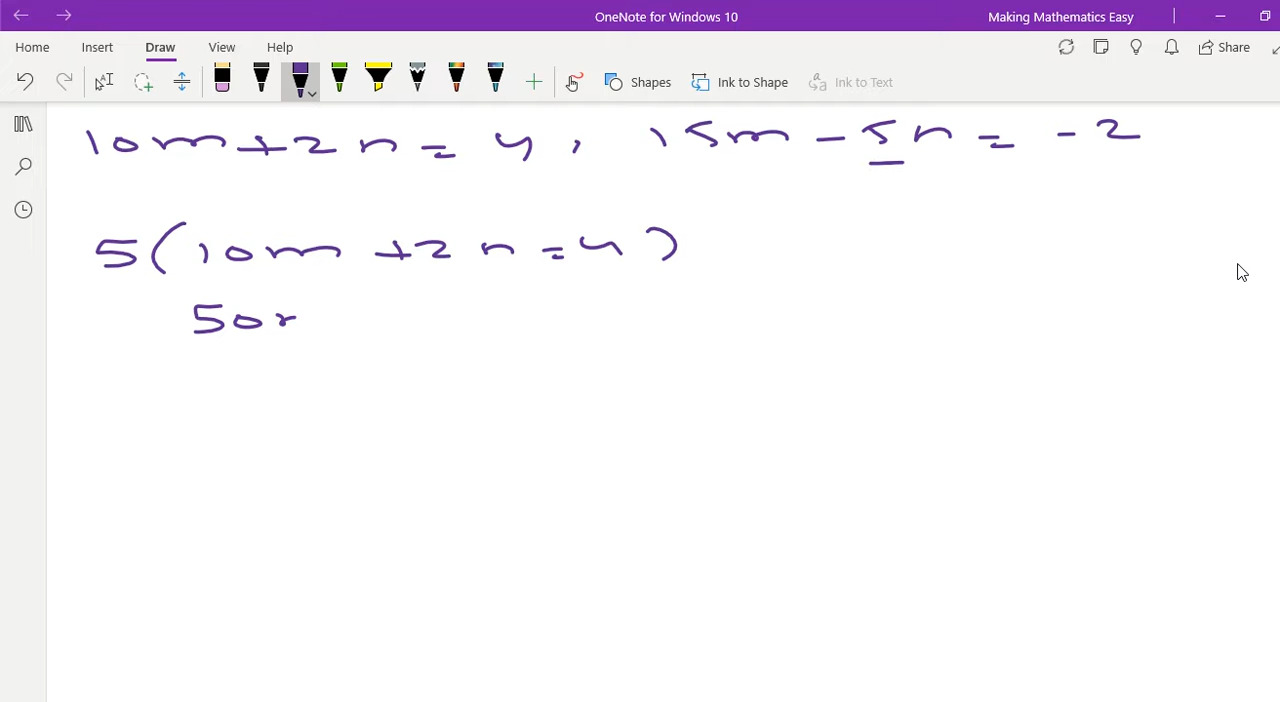 OneNote for Windows 10
Making Mathematics Easy
Home Insert Draw View Help
Share
Shapes Ink to Shape Ink to Text
10m+2n=4, 15m-5n=-2
5(10m+2n=4)
50